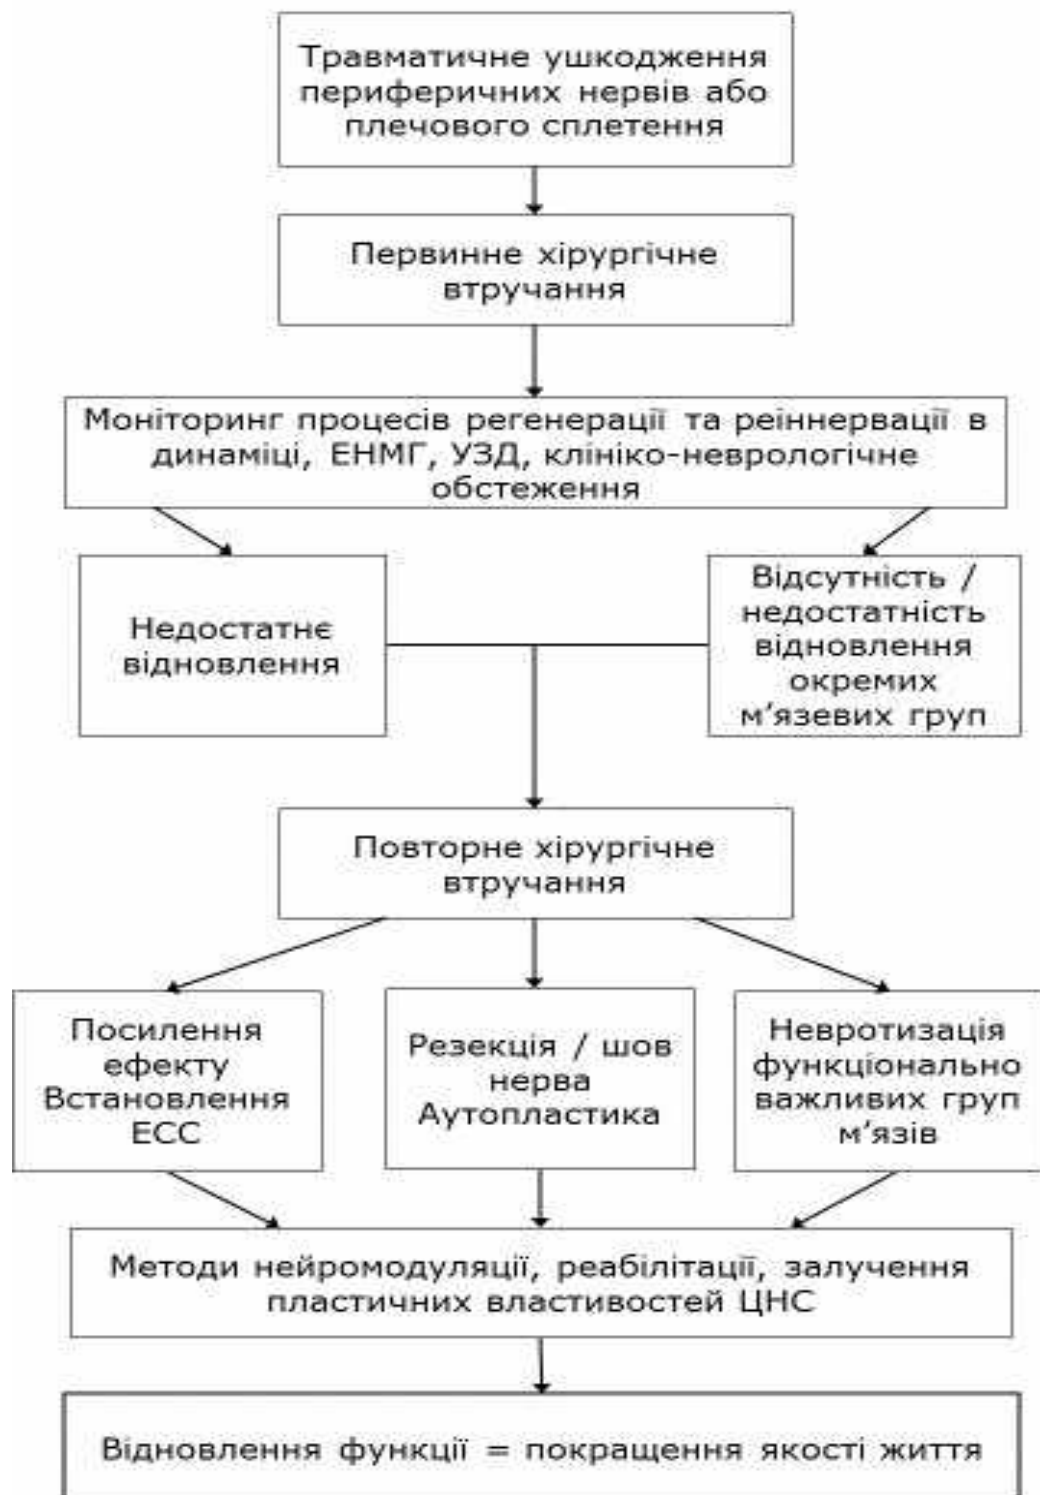 Травматичне ушкодження
периферичних нервів або
плечового сплетення
Первинне хірургічне
втручання
Моніторинг процесів регенерації та реіннервації в
динаміці, ЕНМГ, УЗД, клініко-неврологічне
обстеження
Недостатнє
відновлення
Відсутність /
недостатність
відновлення
окремих
м'язевих груп
Повторне хірургічне
втручання
Посилення
ефекту
Встановлення
ЕСС
Резекція / шов
нерва
Аутопластика
Невротизація
функціонально
важливих груп
м'язів
Методи нейромодуляції, реабілітації, залучення
пластичних властивостей ЦНС
Відновлення функції = покращення якості життя